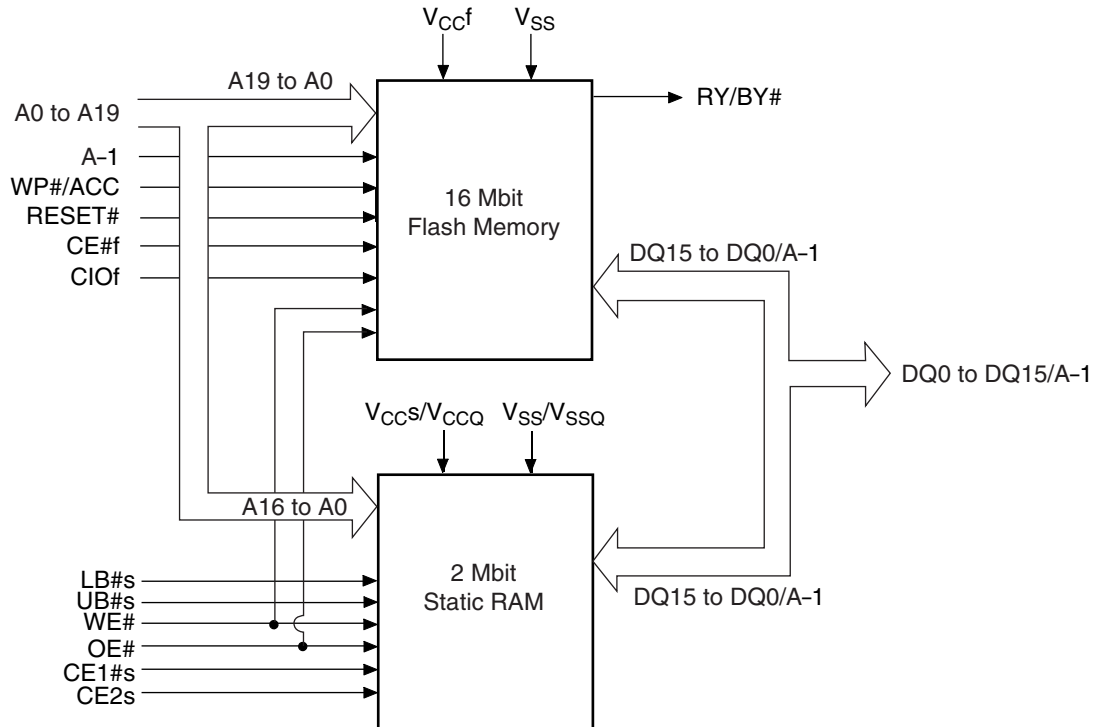 VCCf
VSS
A19 to A0
RY/BY#
A0 to A19
A–1
WP#/ACC
RESET#
CE#f
CIOf
16 Mbit
Flash Memory
DQ15 to DQ0/A–1
DQ0 to DQ15/A–1
VCCs/VCCQ
VSS/VSSQ
A16 to A0
2 Mbit
Static RAM
DQ15 to DQ0/A–1
LB#s
UB#s
WE#
OE#
CE1#s
CE2s